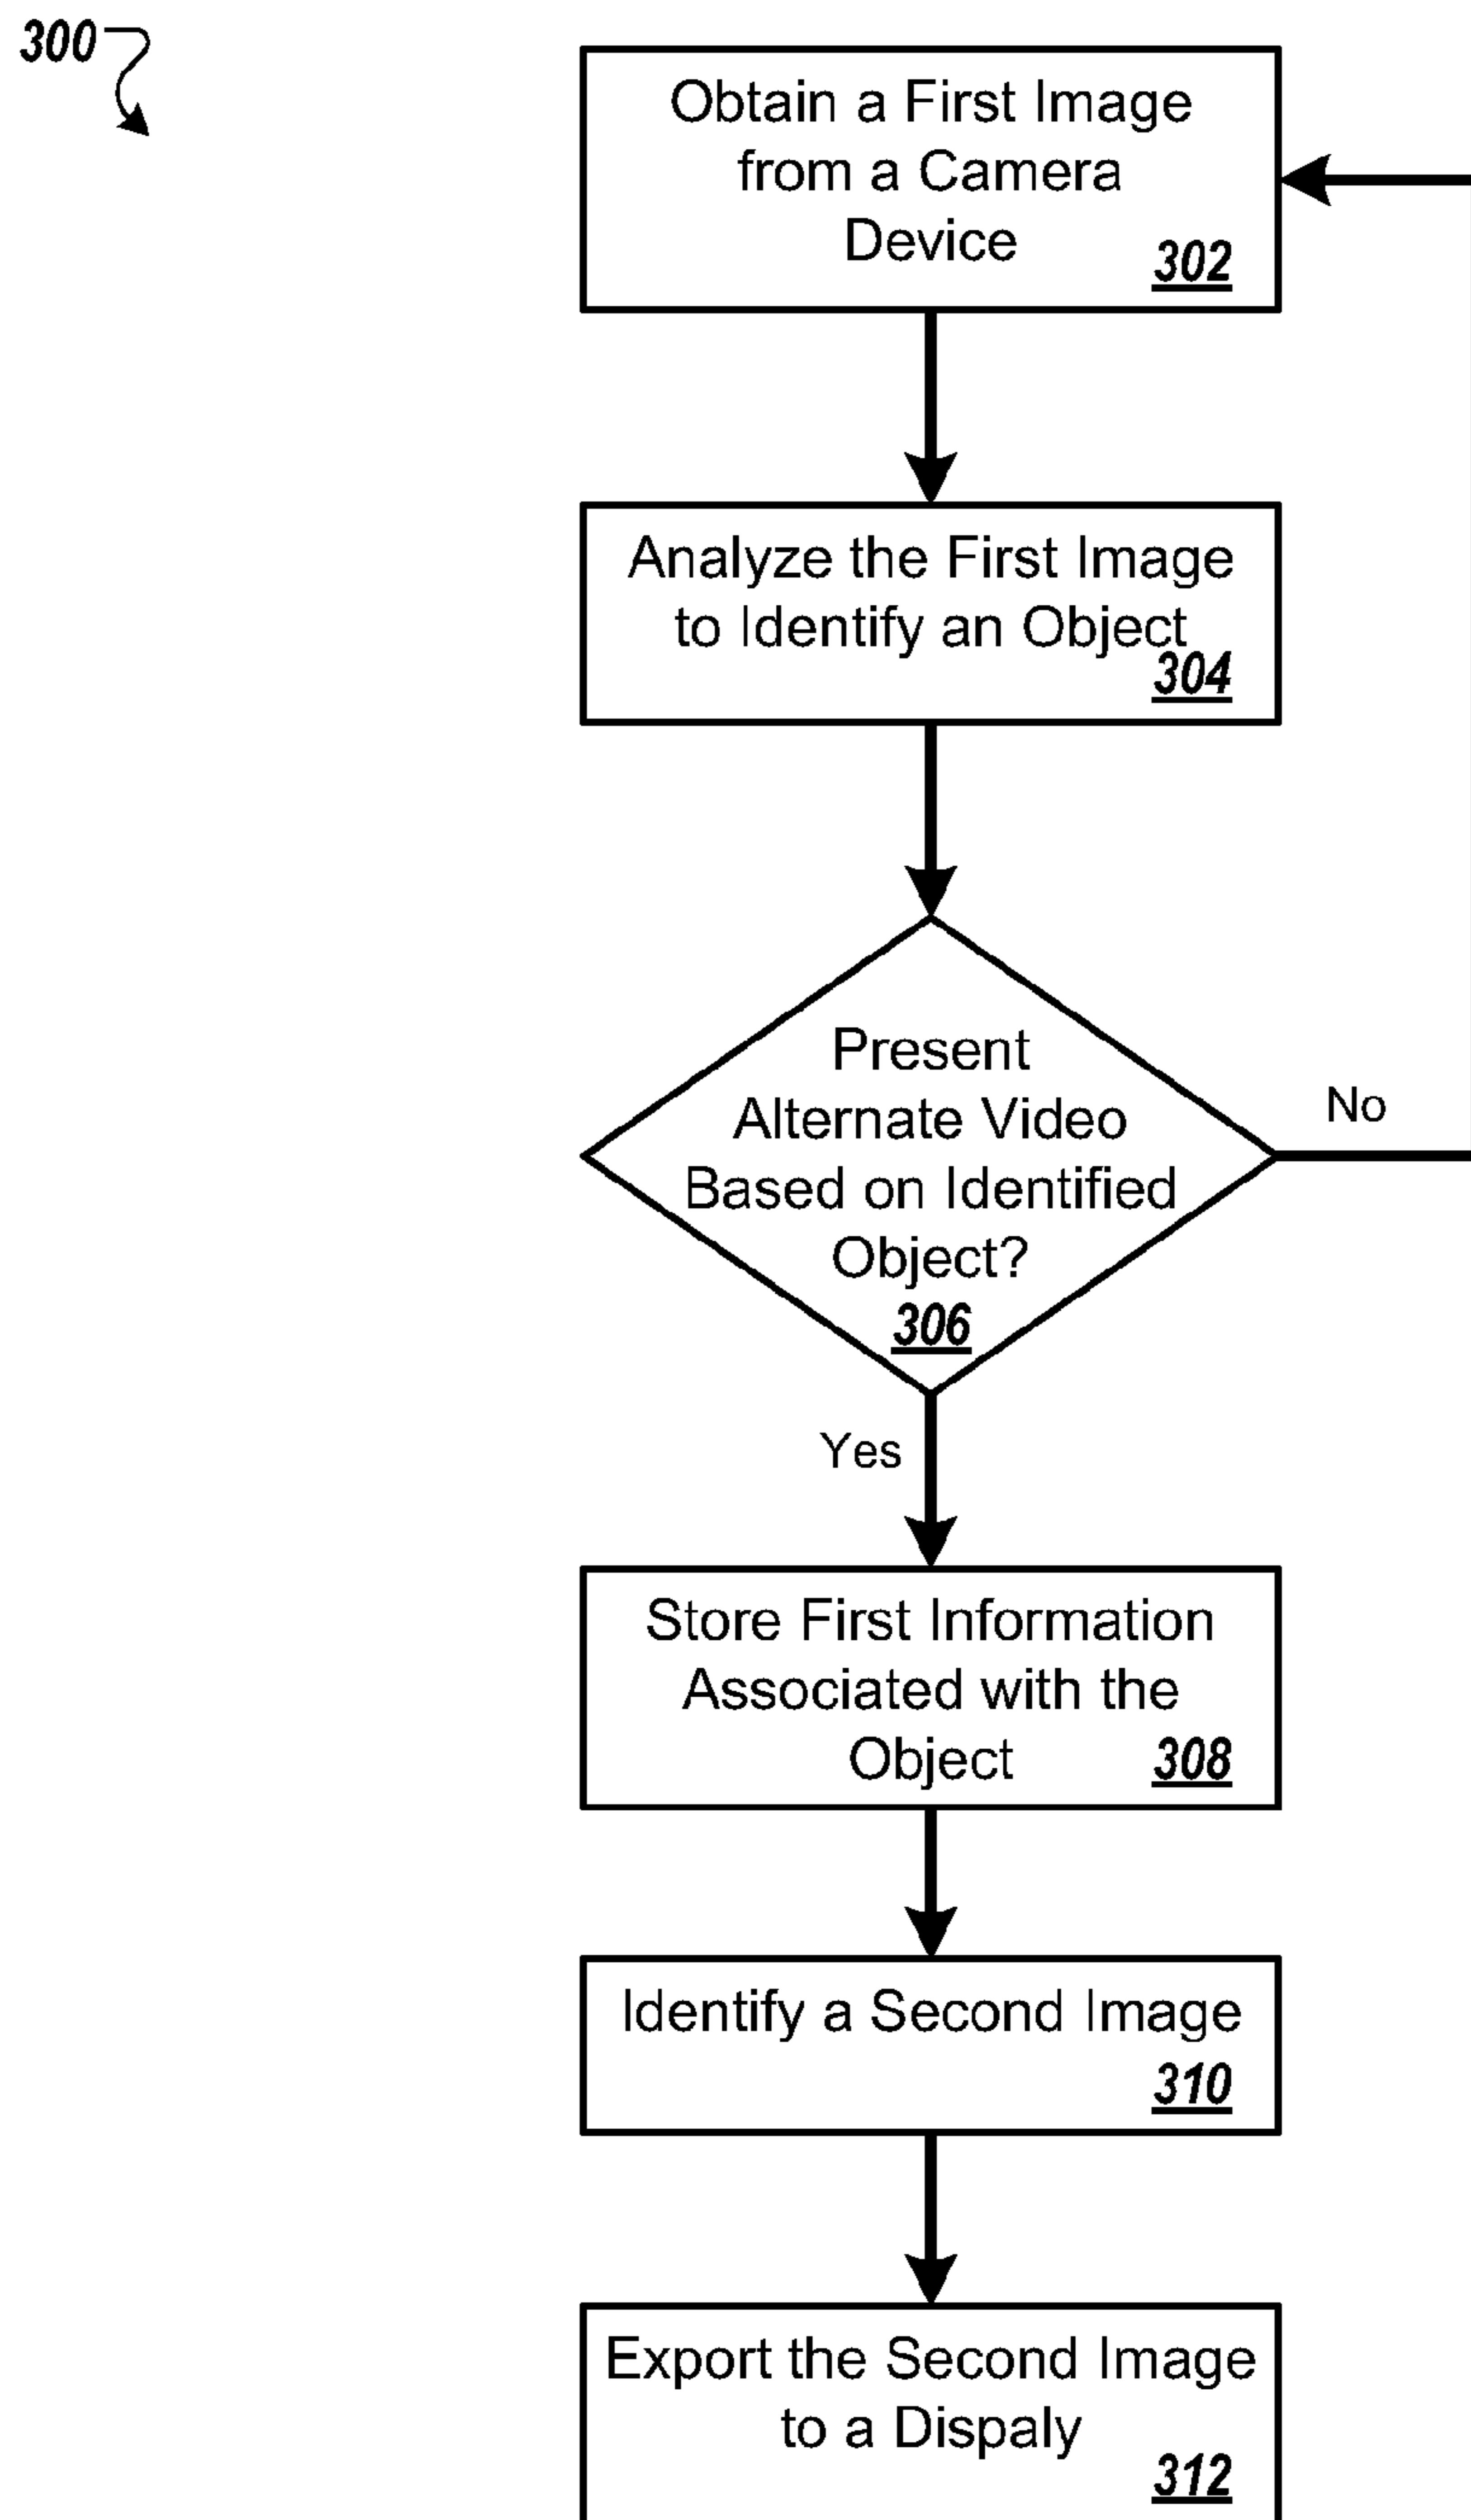 300
Obtain a First Image
from a Camera
Device
302
Analyze the First Image
to Identify an Object
304
Present
Alternate Video
Based on Identified
Object?
306
No
Yes
Store First Information
Associated with the
Object
308
Identify a Second Image
310
Export the Second Image
to a Dispaly
312